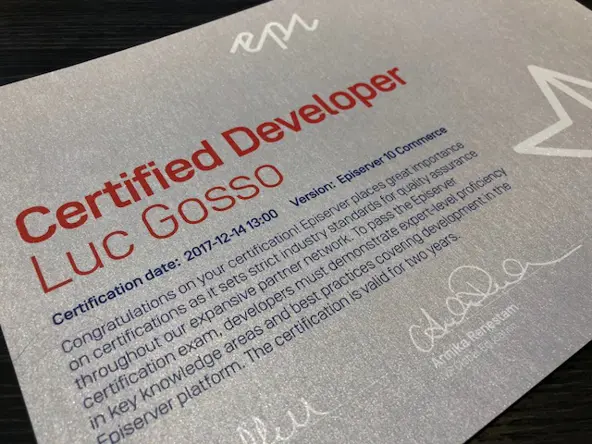 epi
Certified Developer
Luc Gosso
Certification date: 2017-12-14 13:00 Version: Episerver 10 Commerce
Congratulations on your certification! Episerver places great importance
on certifications as it sets strict industry standards for quality assurance
throughout our expansive partner network. To pass the Episerver
certification exam, developers must demonstrate expert-level proficiency
in key knowledge areas and best practices covering development in the
Episerver platform. The certification is valid for two years.
Annika Renestam